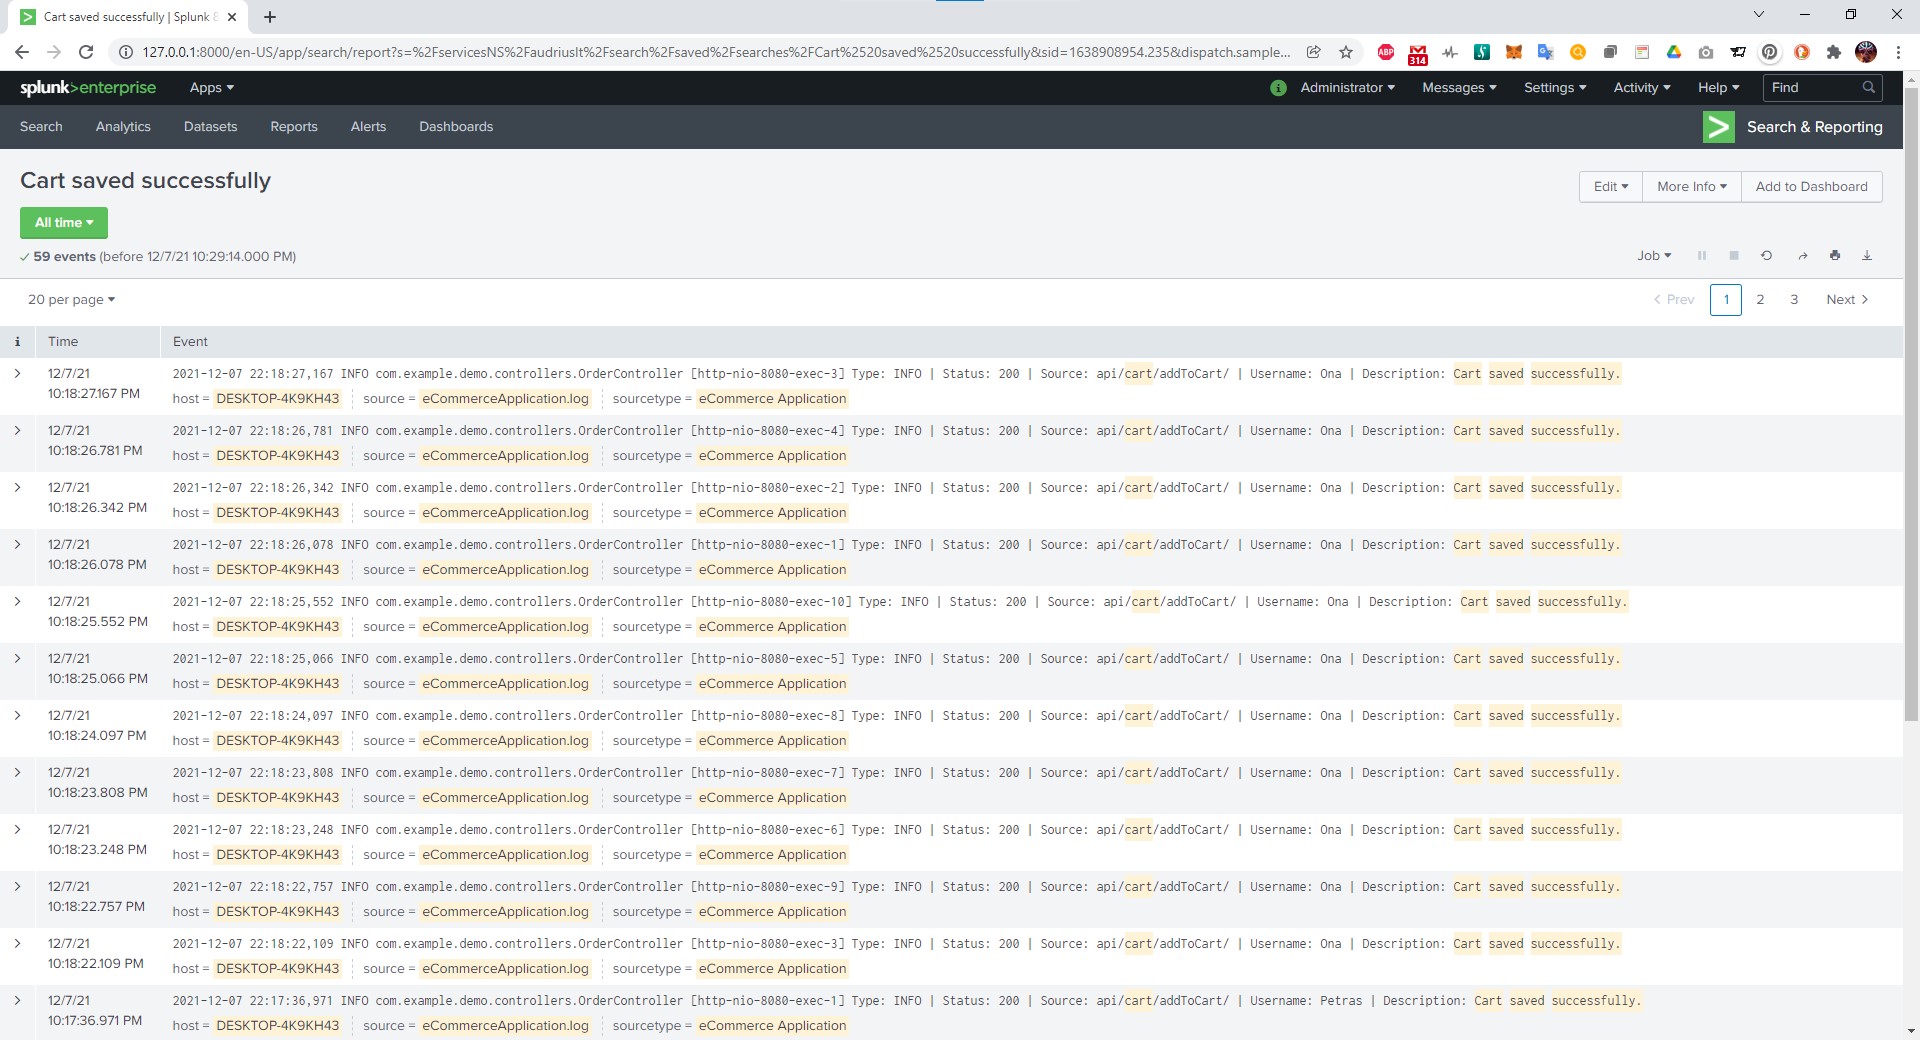 Cart saved successfully | Splunk 8
127.0.0.1:8000/en-US/app/search/report?s=%2FservicesNS%2Faudriuslt%2Fsearch%2Fsaved%2Fsearches%2FCart%2520saved%2520successfully&sid=1638908954.235&dispatch.sample...
ABP
314
splunk>enterprise Apps
Administrator Messages Settings Activity Help Find
Search Analytics Datasets Reports Alerts Dashboards
Search & Reporting
Cart saved successfully
Edit More Info Add to Dashboard
All time
59 events (before 12/7/21 10:29:14.000 PM)
Job
20 per page
Prev 1 2 3 Next
i Time Event
12/7/21 2021-12-07 22:18:27,167 INFO com.example.demo.controllers.OrderController [http-nio-8080-exec-3] Type: INFO | Status: 200 | Source: api/cart/addToCart/ | Username: Ona | Description: Cart saved successfully.
10:18:27.167 PM host = DESKTOP-4K9KH43 source = eCommerceApplication.log sourcetype = eCommerce Application
12/7/21 2021-12-07 22:18:26,781 INFO com.example.demo.controllers.OrderController [http-nio-8080-exec-4] Type: INFO | Status: 200 | Source: api/cart/addToCart/ | Username: Ona | Description: Cart saved successfully.
10:18:26.781 PM host = DESKTOP-4K9KH43 source = eCommerceApplication.log sourcetype = eCommerce Application
12/7/21 2021-12-07 22:18:26,342 INFO com.example.demo.controllers.OrderController [http-nio-8080-exec-2] Type: INFO | Status: 200 | Source: api/cart/addToCart/ | Username: Ona | Description: Cart saved successfully.
10:18:26.342 PM host = DESKTOP-4K9KH43 source = eCommerceApplication.log sourcetype = eCommerce Application
12/7/21 2021-12-07 22:18:26,078 INFO com.example.demo.controllers.OrderController [http-nio-8080-exec-1] Type: INFO | Status: 200 | Source: api/cart/addToCart/ | Username: Ona | Description: Cart saved successfully.
10:18:26.078 PM host = DESKTOP-4K9KH43 source = eCommerceApplication.log sourcetype = eCommerce Application
12/7/21 2021-12-07 22:18:25,552 INFO com.example.demo.controllers.OrderController [http-nio-8080-exec-10] Type: INFO | Status: 200 | Source: api/cart/addToCart/ | Username: Ona | Description: Cart saved successfully.
10:18:25.552 PM host = DESKTOP-4K9KH43 source = eCommerceApplication.log sourcetype = eCommerce Application
12/7/21 2021-12-07 22:18:25,066 INFO com.example.demo.controllers.OrderController [http-nio-8080-exec-5] Type: INFO | Status: 200 | Source: api/cart/addToCart/ | Username: Ona | Description: Cart saved successfully.
10:18:25.066 PM host = DESKTOP-4K9KH43 source = eCommerceApplication.log sourcetype = eCommerce Application
12/7/21 2021-12-07 22:18:24,097 INFO com.example.demo.controllers.OrderController [http-nio-8080-exec-8] Type: INFO | Status: 200 | Source: api/cart/addToCart/ | Username: Ona | Description: Cart saved successfully.
10:18:24.097 PM host = DESKTOP-4K9KH43 source = eCommerceApplication.log sourcetype = eCommerce Application
12/7/21 2021-12-07 22:18:23,808 INFO com.example.demo.controllers.OrderController [http-nio-8080-exec-7] Type: INFO | Status: 200 | Source: api/cart/addToCart/ | Username: Ona | Description: Cart saved successfully.
10:18:23.808 PM host = DESKTOP-4K9KH43 source = eCommerceApplication.log sourcetype = eCommerce Application
12/7/21 2021-12-07 22:18:23,248 INFO com.example.demo.controllers.OrderController [http-nio-8080-exec-6] Type: INFO | Status: 200 | Source: api/cart/addToCart/ | Username: Ona | Description: Cart saved successfully.
10:18:23.248 PM host = DESKTOP-4K9KH43 source = eCommerceApplication.log sourcetype = eCommerce Application
12/7/21 2021-12-07 22:18:22,757 INFO com.example.demo.controllers.OrderController [http-nio-8080-exec-9] Type: INFO | Status: 200 | Source: api/cart/addToCart/ | Username: Ona | Description: Cart saved successfully.
10:18:22.757 PM host = DESKTOP-4K9KH43 source = eCommerceApplication.log sourcetype = eCommerce Application
12/7/21 2021-12-07 22:18:22,109 INFO com.example.demo.controllers.OrderController [http-nio-8080-exec-3] Type: INFO | Status: 200 | Source: api/cart/addToCart/ | Username: Ona | Description: Cart saved successfully.
10:18:22.109 PM host = DESKTOP-4K9KH43 source = eCommerceApplication.log sourcetype = eCommerce Application
12/7/21 2021-12-07 22:17:36,971 INFO com.example.demo.controllers.OrderController [http-nio-8080-exec-1] Type: INFO | Status: 200 | Source: api/cart/addToCart/ | Username: Petras | Description: Cart saved successfully.
10:17:36.971 PM host = DESKTOP-4K9KH43 source = eCommerceApplication.log sourcetype = eCommerce Application